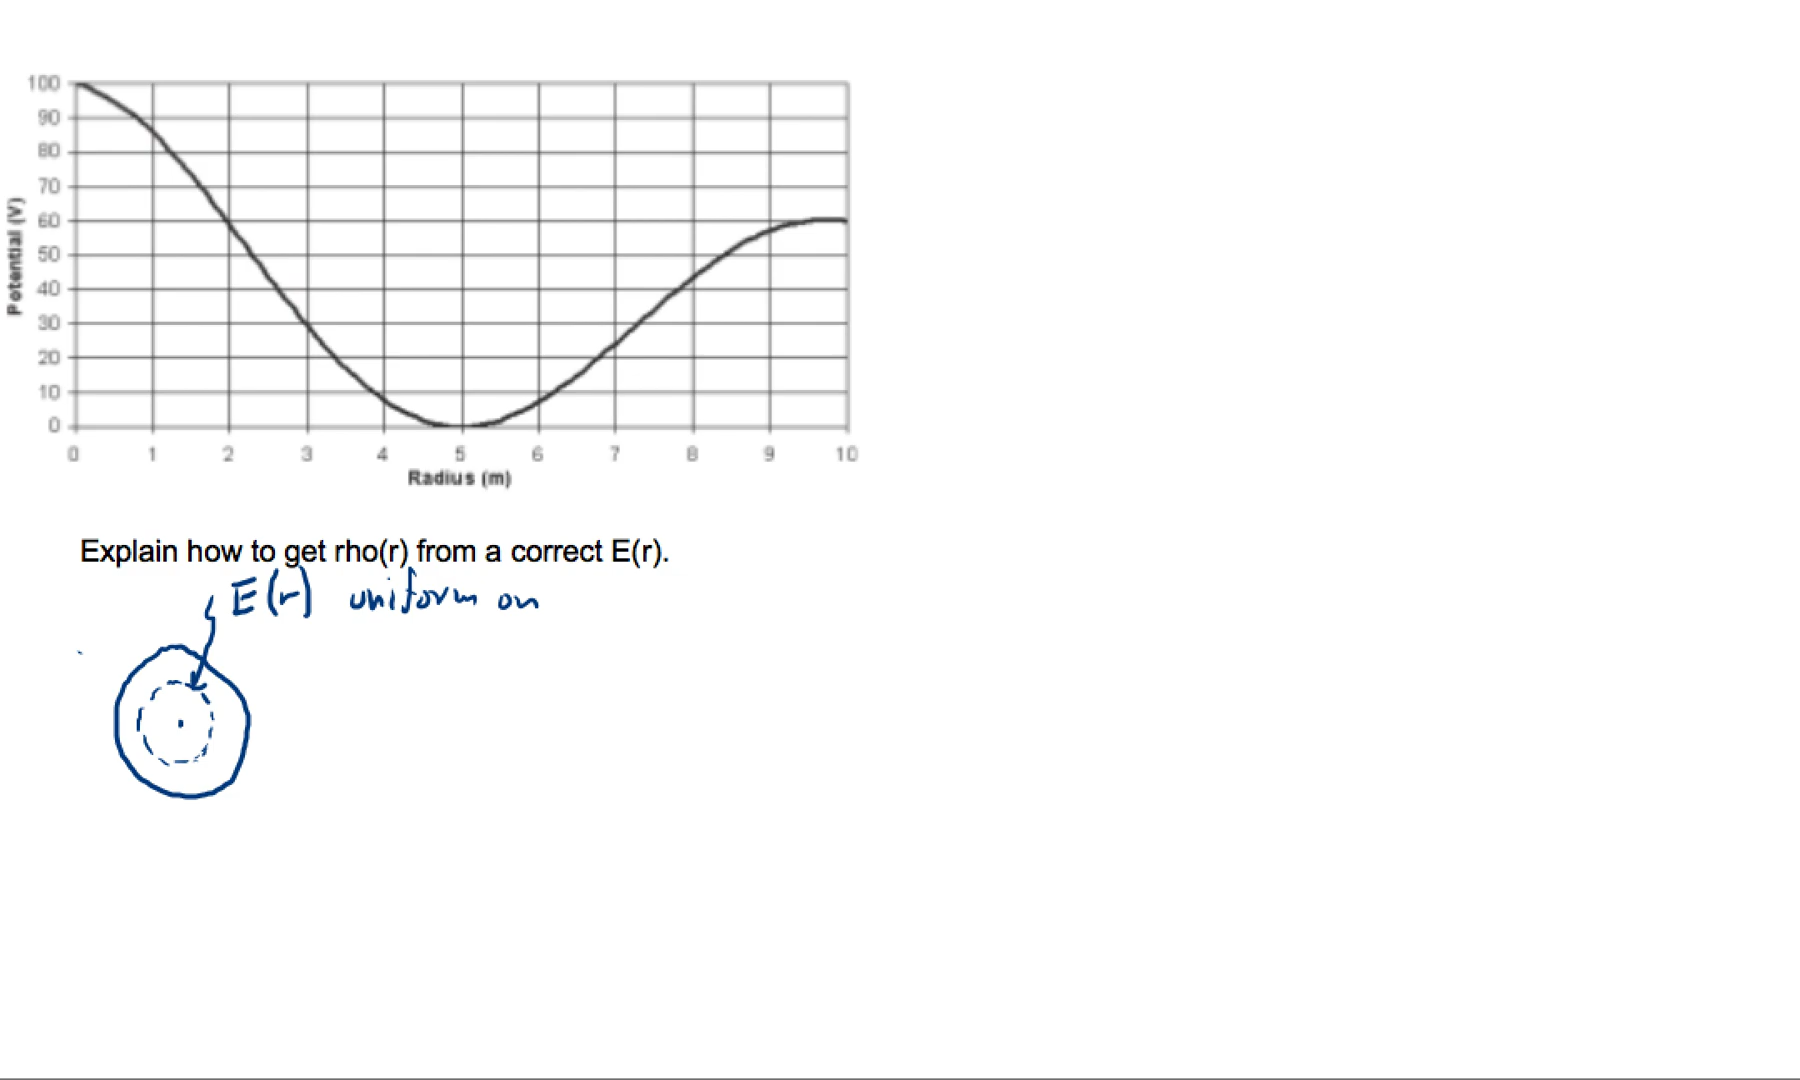 100
90
80
70
60
50
40
30
20
10
0
Potential (V)
0 1 2 3 4 5 6 7 8 9 10
Radius (m)
Explain how to get rho(r) from a correct E(r).
E(r) uniform on